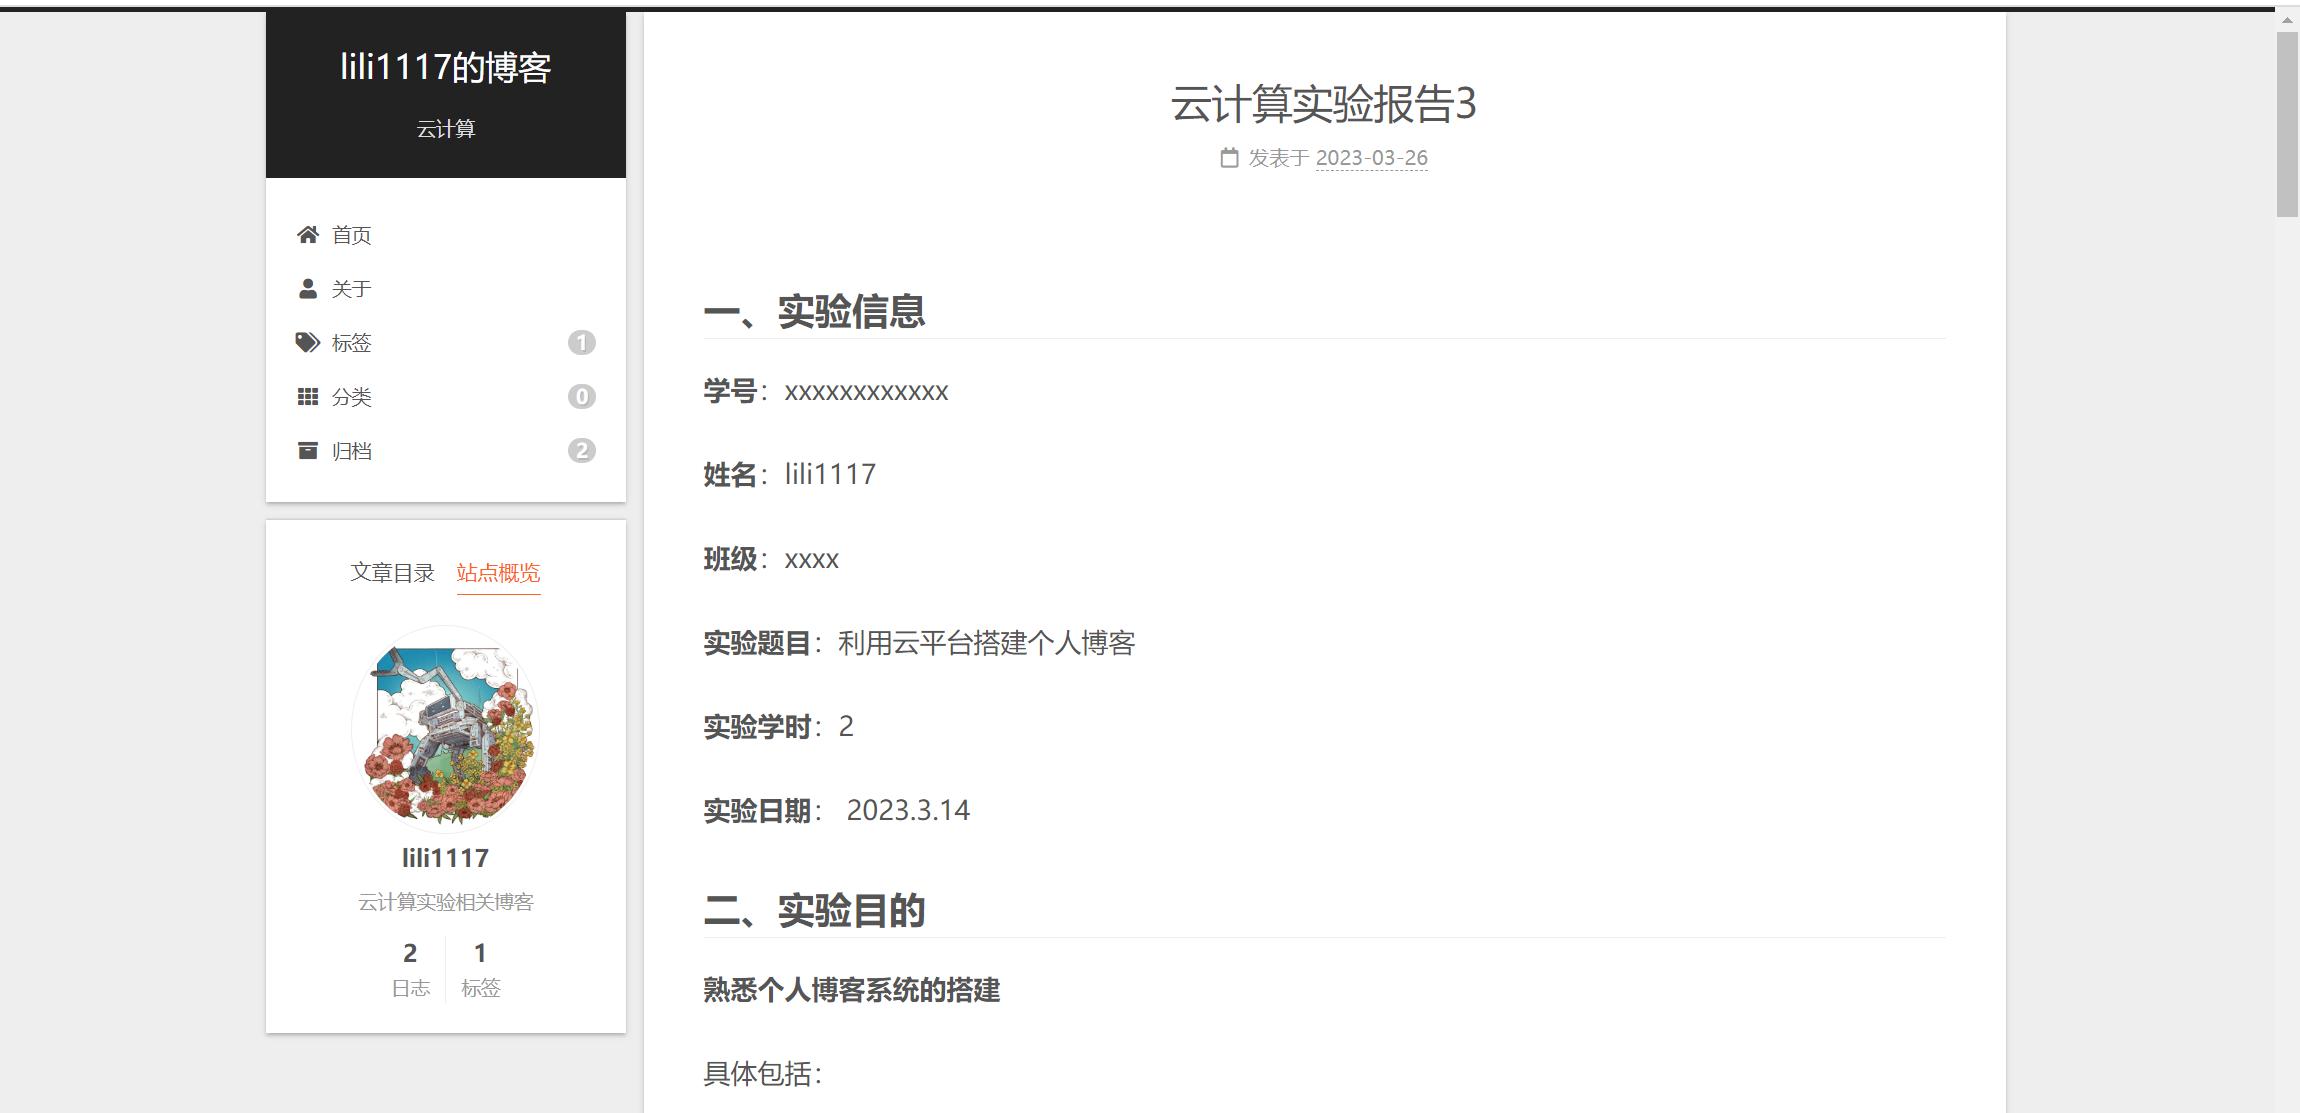 lili1117的博客
云计算
首页
关于
标签 1
分类 0
归档 2
文章目录 站点概览
lili1117
云计算实验相关博客
2 1
日志 标签
云计算实验报告3
发表于 2023-03-26
一、实验信息
学号：xxxxxxxxxxxx
姓名：lili1117
班级：xxxx
实验题目：利用云平台搭建个人博客
实验学时：2
实验日期： 2023.3.14
二、实验目的
熟悉个人博客系统的搭建
具体包括：